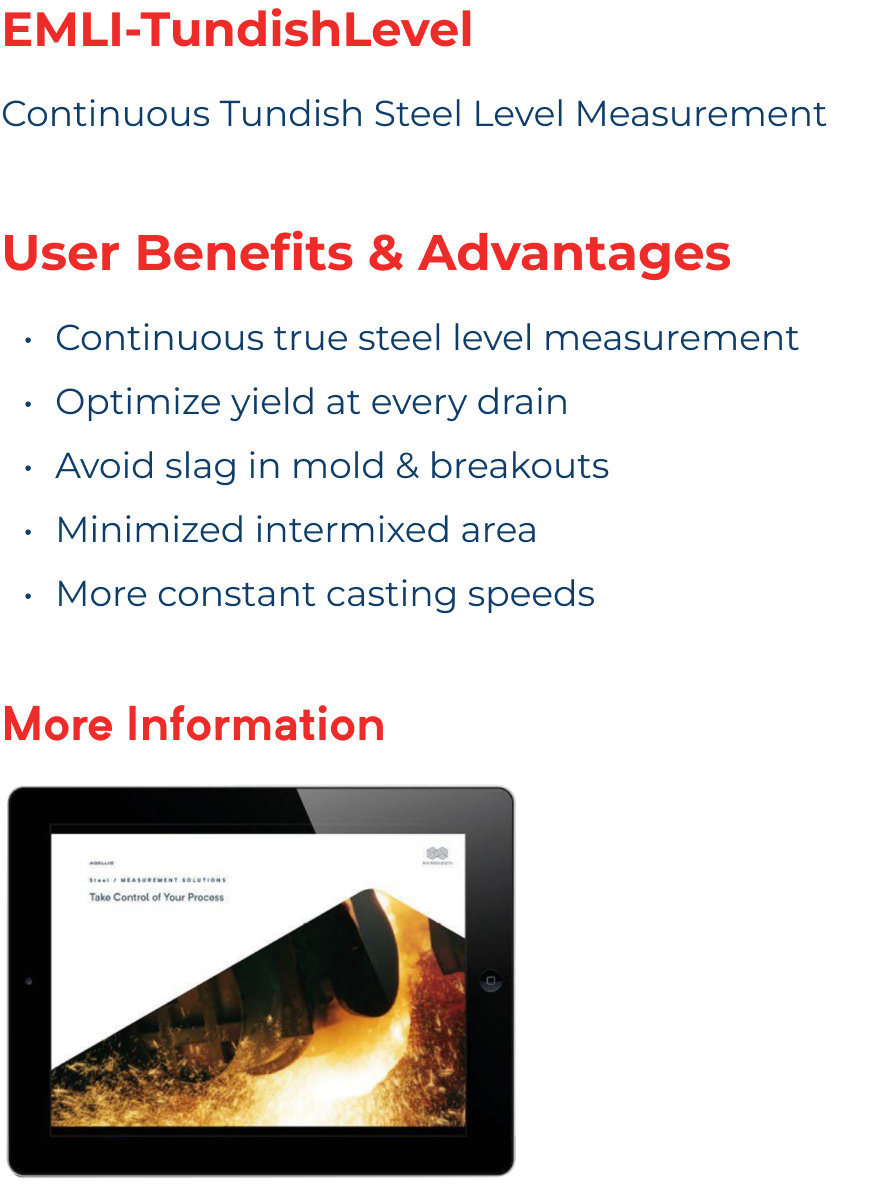 EMLI-TundishLevel
Continuous Tundish Steel Level Measurement
User Benefits & Advantages
• Continuous true steel level measurement
• Optimize yield at every drain
• Avoid slag in mold & breakouts
• Minimized intermixed area
• More constant casting speeds
More Information
AGELLIS
Steel / MEASUREMENT SOLUTIONS
Take Control of Your Process